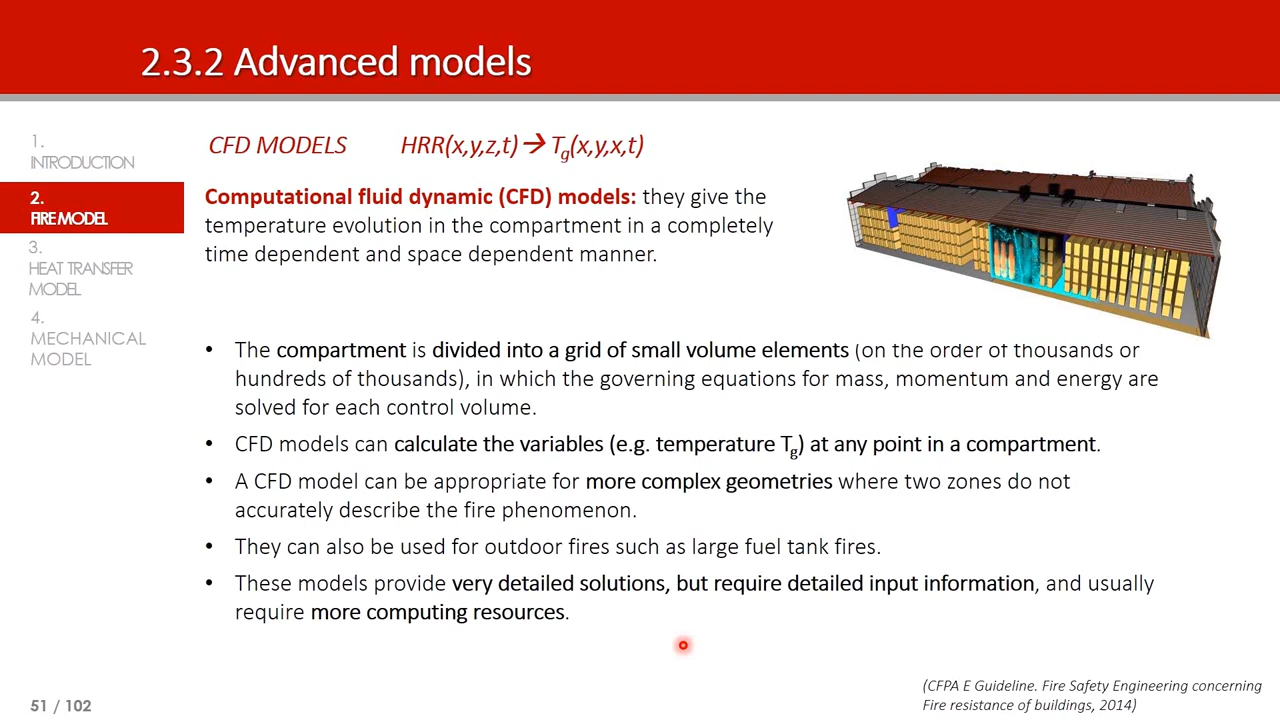 2.3.2 Advanced models
1.
INTRODUCTION
2.
FIRE MODEL
3.
HEAT TRANSFER
MODEL
4.
MECHANICAL
MODEL
CFD MODELS HRR(x,y,z,t)→ Tg(x,y,x,t)
Computational fluid dynamic (CFD) models: they give the
temperature evolution in the compartment in a completely
time dependent and space dependent manner.
• The compartment is divided into a grid of small volume elements (on the order of thousands or
hundreds of thousands), in which the governing equations for mass, momentum and energy are
solved for each control volume.
• CFD models can calculate the variables (e.g. temperature Tg) at any point in a compartment.
• A CFD model can be appropriate for more complex geometries where two zones do not
accurately describe the fire phenomenon.
• They can also be used for outdoor fires such as large fuel tank fires.
• These models provide very detailed solutions, but require detailed input information, and usually
require more computing resources.
(CFPA E Guideline. Fire Safety Engineering concerning
Fire resistance of buildings, 2014)
51 / 102